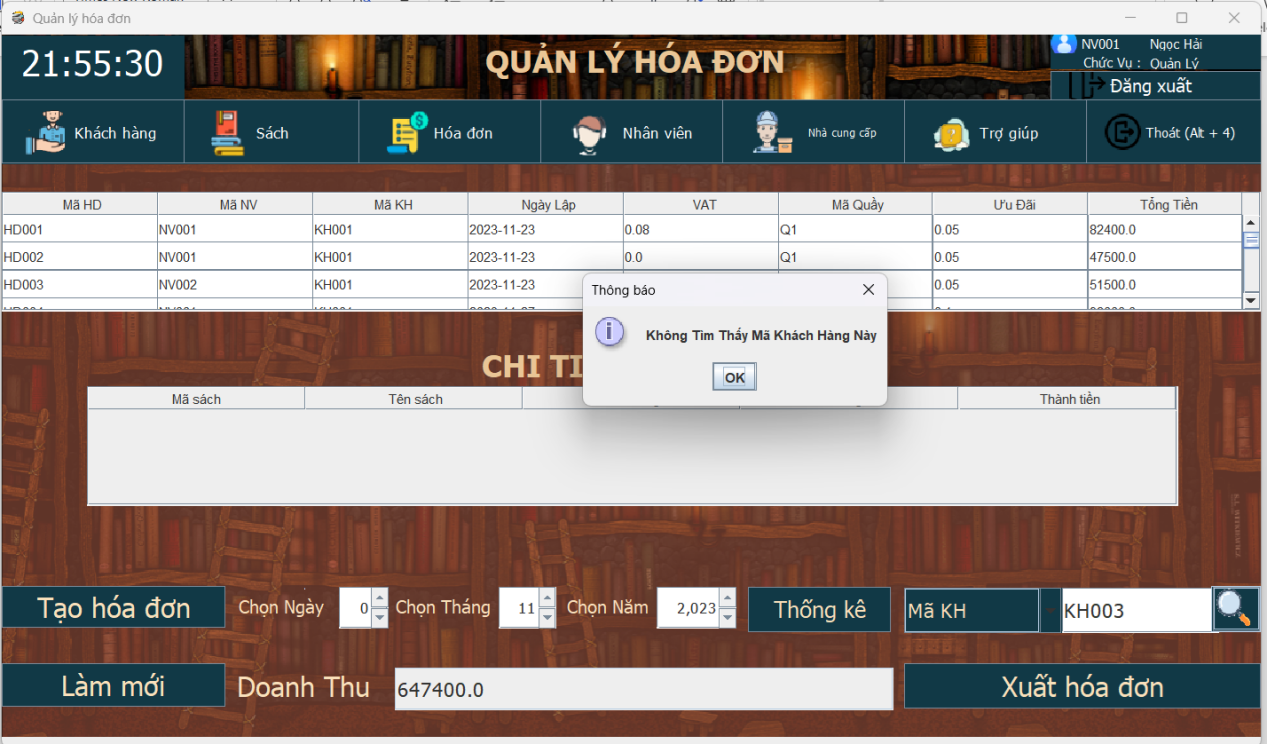 Quản lý hóa đơn
21:55:30
QUẢN LÝ HÓA ĐƠN
NV001 Ngọc Hải
Chức Vụ : Quản Lý
Đăng xuất
Khách hàng Sách Hóa đơn Nhân viên Nhà cung cấp Trợ giúp Thoát (Alt + 4)
Mã HD Mã NV Mã KH Ngày Lập VAT Mã Quầy Ưu Đãi Tổng Tiền
HD001 NV001 KH001 2023-11-23 0.08 Q1 0.05 82400.0
HD002 NV001 KH001 2023-11-23 0.0 Q1 0.05 47500.0
HD003 NV002 KH001 2023-11-23 0.05 51500.0
Thông báo
Không Tìm Thấy Mã Khách Hàng Này
OK
CHI
Mã sách Tên sách Thành tiền
Tạo hóa đơn Chọn Ngày 0 Chọn Tháng 11 Chọn Năm 2,023 Thống kê Mã KH KH003
Làm mới Doanh Thu 647400.0 Xuất hóa đơn